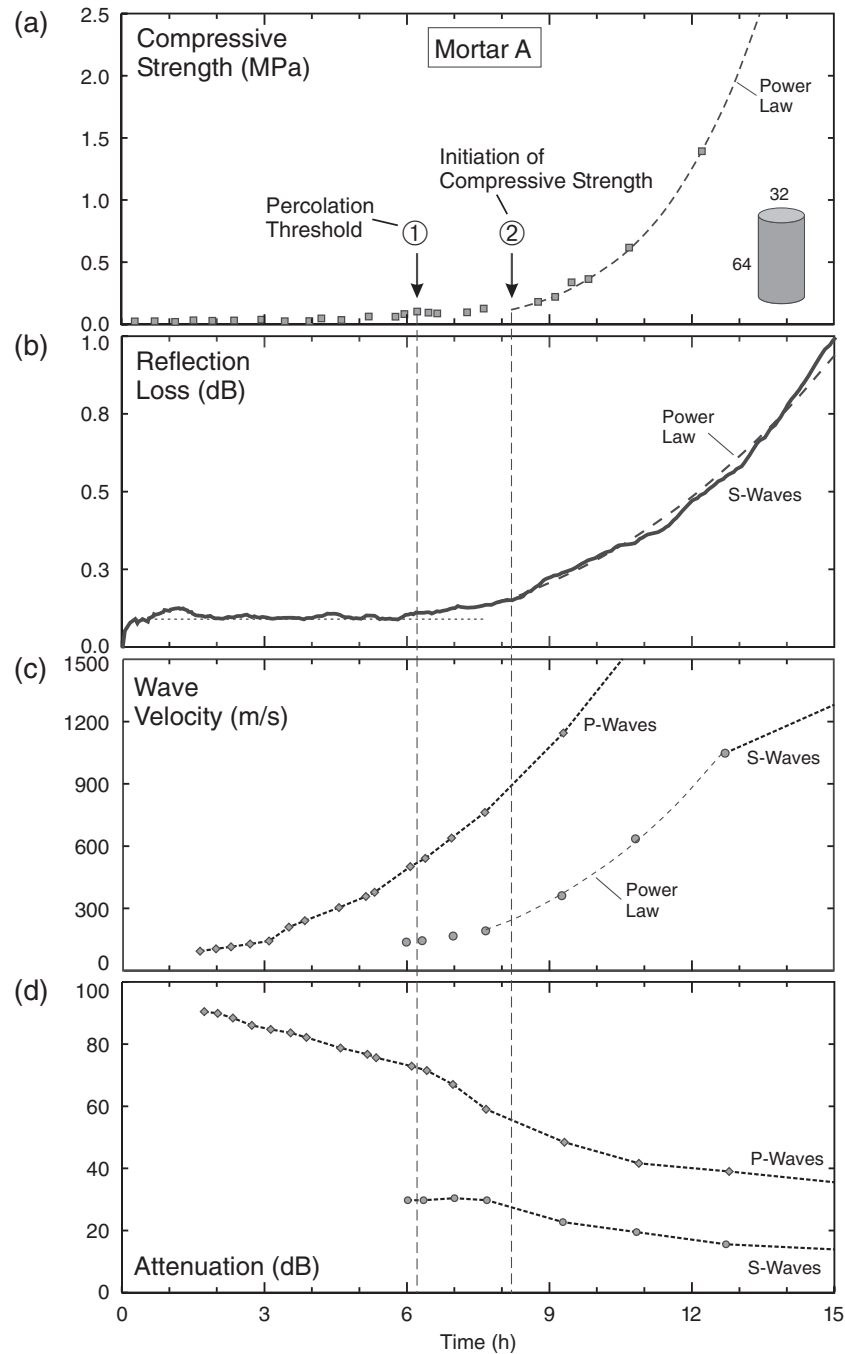 (a)
Compressive
Strength (MPa)
Mortar A
2.5
2.0
1.5
1.0
0.5
0.0
Power
Law
Initiation of
Compressive Strength
Percolation
Threshold
1
2
32
64
(b)
Reflection
Loss (dB)
1.0
0.8
0.5
0.3
0.0
Power
Law
S-Waves
(c)
Wave
Velocity (m/s)
1500
1200
900
600
300
0
P-Waves
S-Waves
Power
Law
(d)
100
80
60
40
20
0
P-Waves
S-Waves
Attenuation (dB)
0 3 6 9 12 15
Time (h)